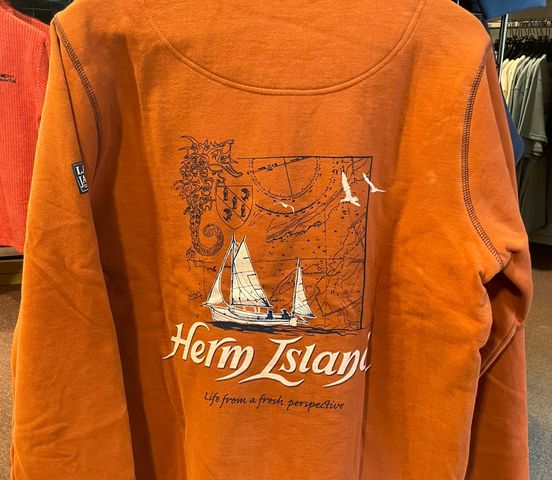 Herm Island
Life from a fresh perspective